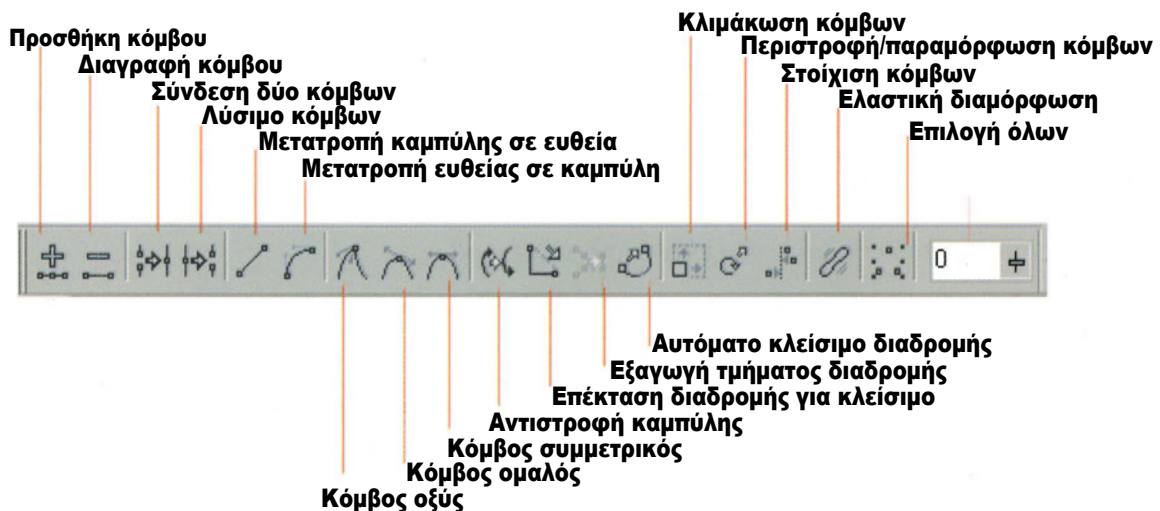 Προσθήκη κόμβου
Διαγραφή κόμβου
Σύνδεση δύο κόμβων
Λύσιμο κόμβων
Μετατροπή καμπύλης σε ευθεία
Μετατροπή ευθείας σε καμπύλη
Κλιμάκωση κόμβων
Περιστροφή/παραμόρφωση κόμβων
Στοίχιση κόμβων
Ελαστική διαμόρφωση
Επιλογή όλων
0
Αυτόματο κλείσιμο διαδρομής
Εξαγωγή τμήματος διαδρομής
Επέκταση διαδρομής για κλείσιμο
Αντιστροφή καμπύλης
Κόμβος συμμετρικός
Κόμβος ομαλός
Κόμβος οξύς